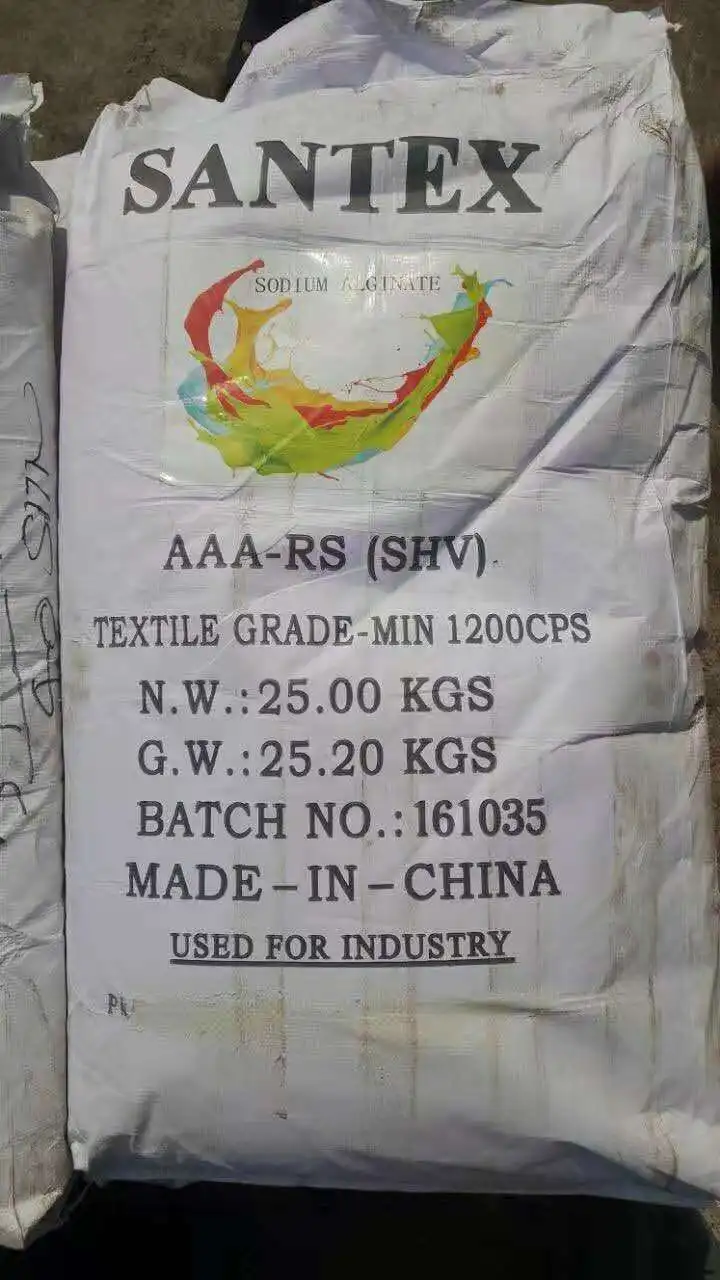 SANTEX
SODIUM ALGINATE
AAA-RS (SHV)
TEXTILE GRADE-MIN 1200CPS
N.W.:25.00 KGS
G.W.:25.20 KGS
BATCH NO.:161035
MADE-IN-CHINA
USED FOR INDUSTRY